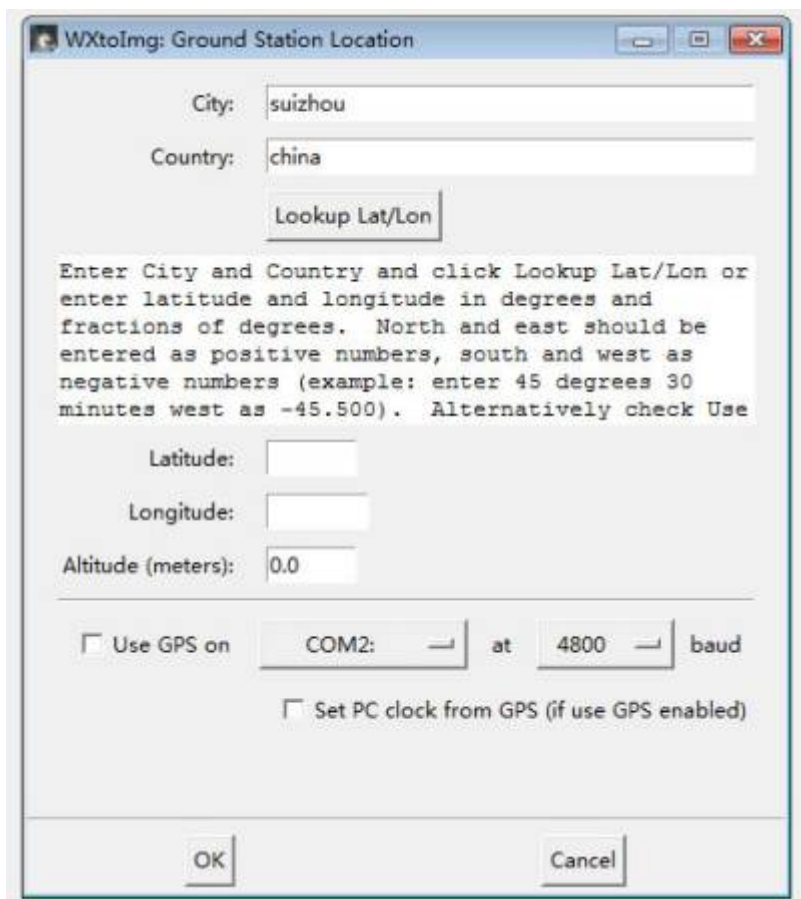 WXtoImg: Ground Station Location
City: suizhou
Country: china
Lookup Lat/Lon
Enter City and Country and click Lookup Lat/Lon or
enter latitude and longitude in degrees and
fractions of degrees.  North and east should be
entered as positive numbers, south and west as
negative numbers (example: enter 45 degrees 30
minutes west as -45.500).  Alternatively check Use
Latitude:
Longitude:
Altitude (meters): 0.0
Use GPS on COM2: at 4800 baud
Set PC clock from GPS (if use GPS enabled)
OK Cancel